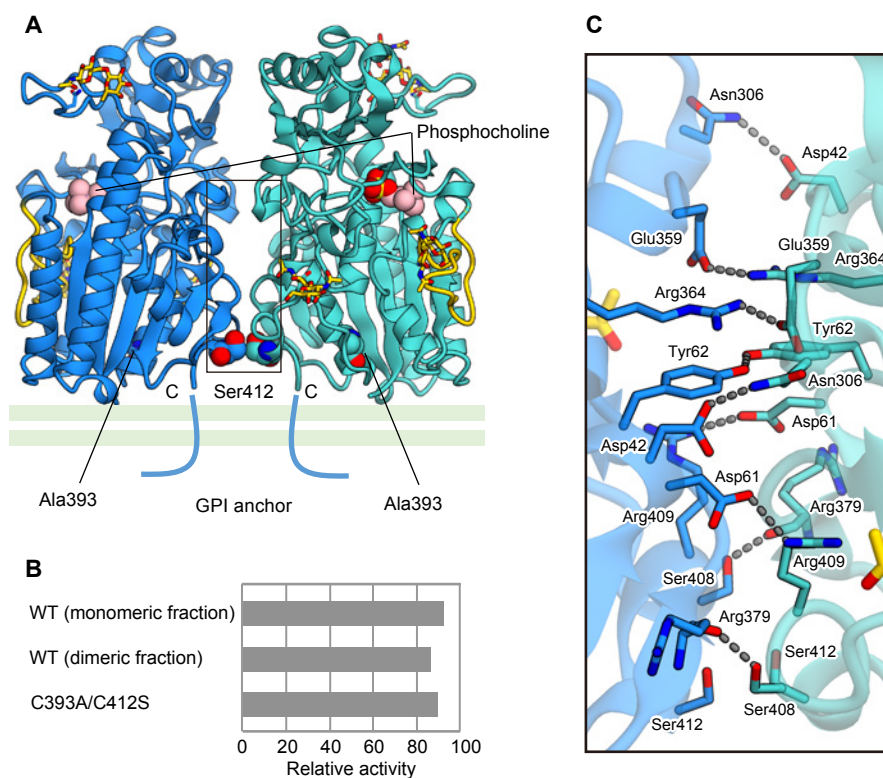 A
Phosphocholine
C
Ser412
C
Ala393
GPI anchor
Ala393
B
WT (monomeric fraction)
WT (dimeric fraction)
C393A/C412S
0 20 40 60 80 100
Relative activity
C
Asn306
Asp42
Glu359
Glu359
Arg364
Arg364
Tyr62
Tyr62
Asn306
Asp61
Asp42
Asp61
Arg379
Arg409
Arg409
Ser408
Arg379
Ser412
Ser412
Ser408